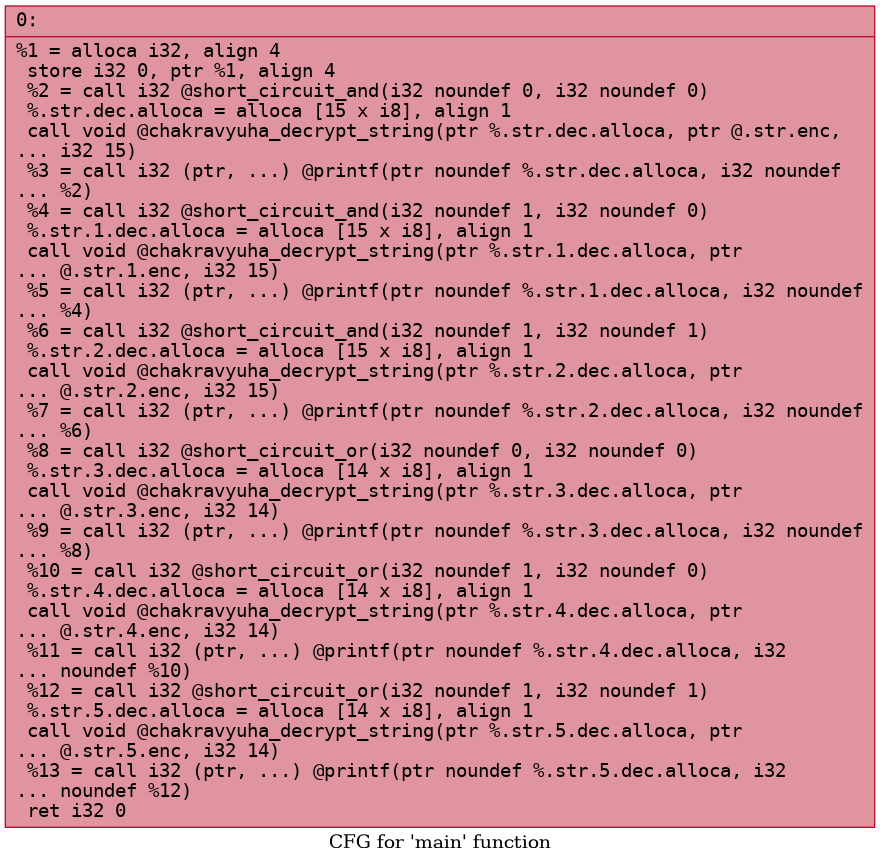 0:
%1 = alloca i32, align 4
store i32 0, ptr %1, align 4
%2 = call i32 @short_circuit_and(i32 noundef 0, i32 noundef 0)
%.str.dec.alloca = alloca [15 x i8], align 1
call void @chakravyuha_decrypt_string(ptr %.str.dec.alloca, ptr @.str.enc,
... i32 15)
%3 = call i32 (ptr, ...) @printf(ptr noundef %.str.dec.alloca, i32 noundef
... %2)
%4 = call i32 @short_circuit_and(i32 noundef 1, i32 noundef 0)
%.str.1.dec.alloca = alloca [15 x i8], align 1
call void @chakravyuha_decrypt_string(ptr %.str.1.dec.alloca, ptr
... @.str.1.enc, i32 15)
%5 = call i32 (ptr, ...) @printf(ptr noundef %.str.1.dec.alloca, i32 noundef
... %4)
%6 = call i32 @short_circuit_and(i32 noundef 1, i32 noundef 1)
%.str.2.dec.alloca = alloca [15 x i8], align 1
call void @chakravyuha_decrypt_string(ptr %.str.2.dec.alloca, ptr
... @.str.2.enc, i32 15)
%7 = call i32 (ptr, ...) @printf(ptr noundef %.str.2.dec.alloca, i32 noundef
... %6)
%8 = call i32 @short_circuit_or(i32 noundef 0, i32 noundef 0)
%.str.3.dec.alloca = alloca [14 x i8], align 1
call void @chakravyuha_decrypt_string(ptr %.str.3.dec.alloca, ptr
... @.str.3.enc, i32 14)
%9 = call i32 (ptr, ...) @printf(ptr noundef %.str.3.dec.alloca, i32 noundef
... %8)
%10 = call i32 @short_circuit_or(i32 noundef 1, i32 noundef 0)
%.str.4.dec.alloca = alloca [14 x i8], align 1
call void @chakravyuha_decrypt_string(ptr %.str.4.dec.alloca, ptr
... @.str.4.enc, i32 14)
%11 = call i32 (ptr, ...) @printf(ptr noundef %.str.4.dec.alloca, i32
... noundef %10)
%12 = call i32 @short_circuit_or(i32 noundef 1, i32 noundef 1)
%.str.5.dec.alloca = alloca [14 x i8], align 1
call void @chakravyuha_decrypt_string(ptr %.str.5.dec.alloca, ptr
... @.str.5.enc, i32 14)
%13 = call i32 (ptr, ...) @printf(ptr noundef %.str.5.dec.alloca, i32
... noundef %12)
ret i32 0
CFG for 'main' function